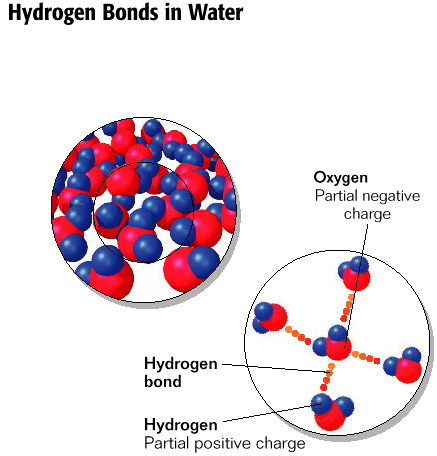 Hydrogen Bonds in Water
Oxygen
Partial negative
charge
Hydrogen
bond
Hydrogen
Partial positive charge